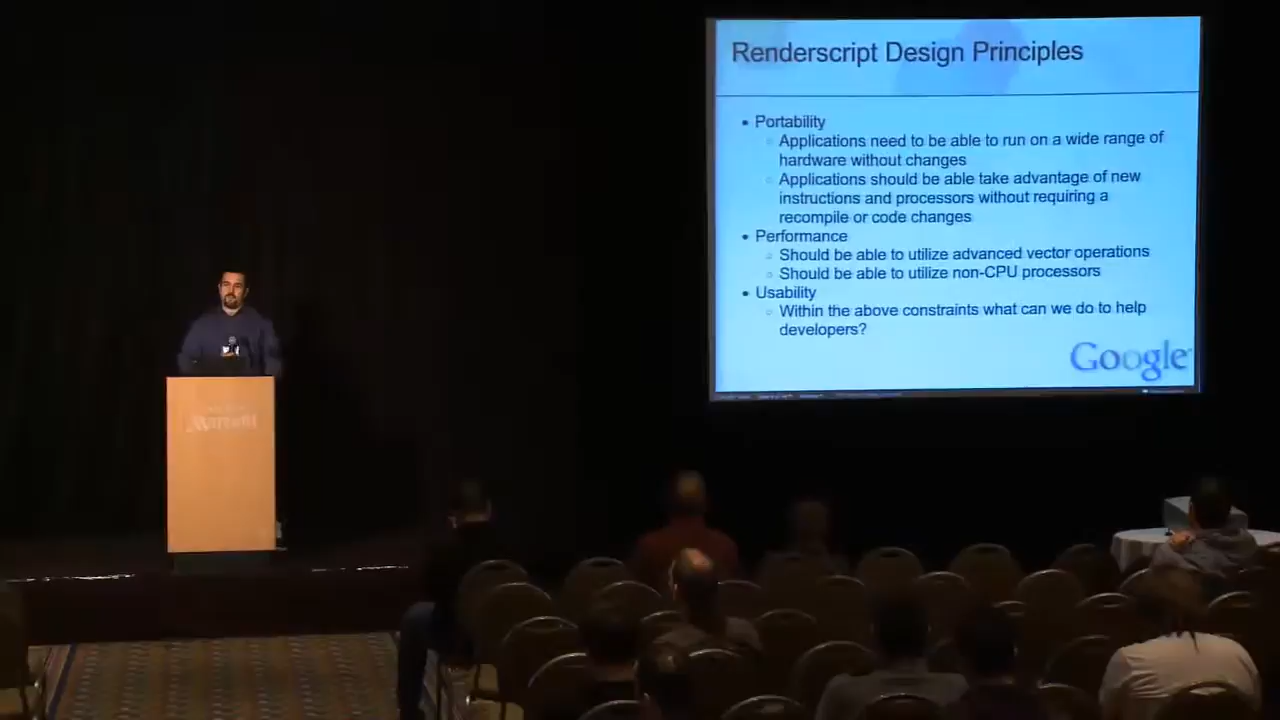 Renderscript Design Principles
• Portability
○ Applications need to be able to run on a wide range of
hardware without changes
○ Applications should be able take advantage of new
instructions and processors without requiring a
recompile or code changes
• Performance
○ Should be able to utilize advanced vector operations
○ Should be able to utilize non-CPU processors
• Usability
○ Within the above constraints what can we do to help
developers?
Google
Marriott